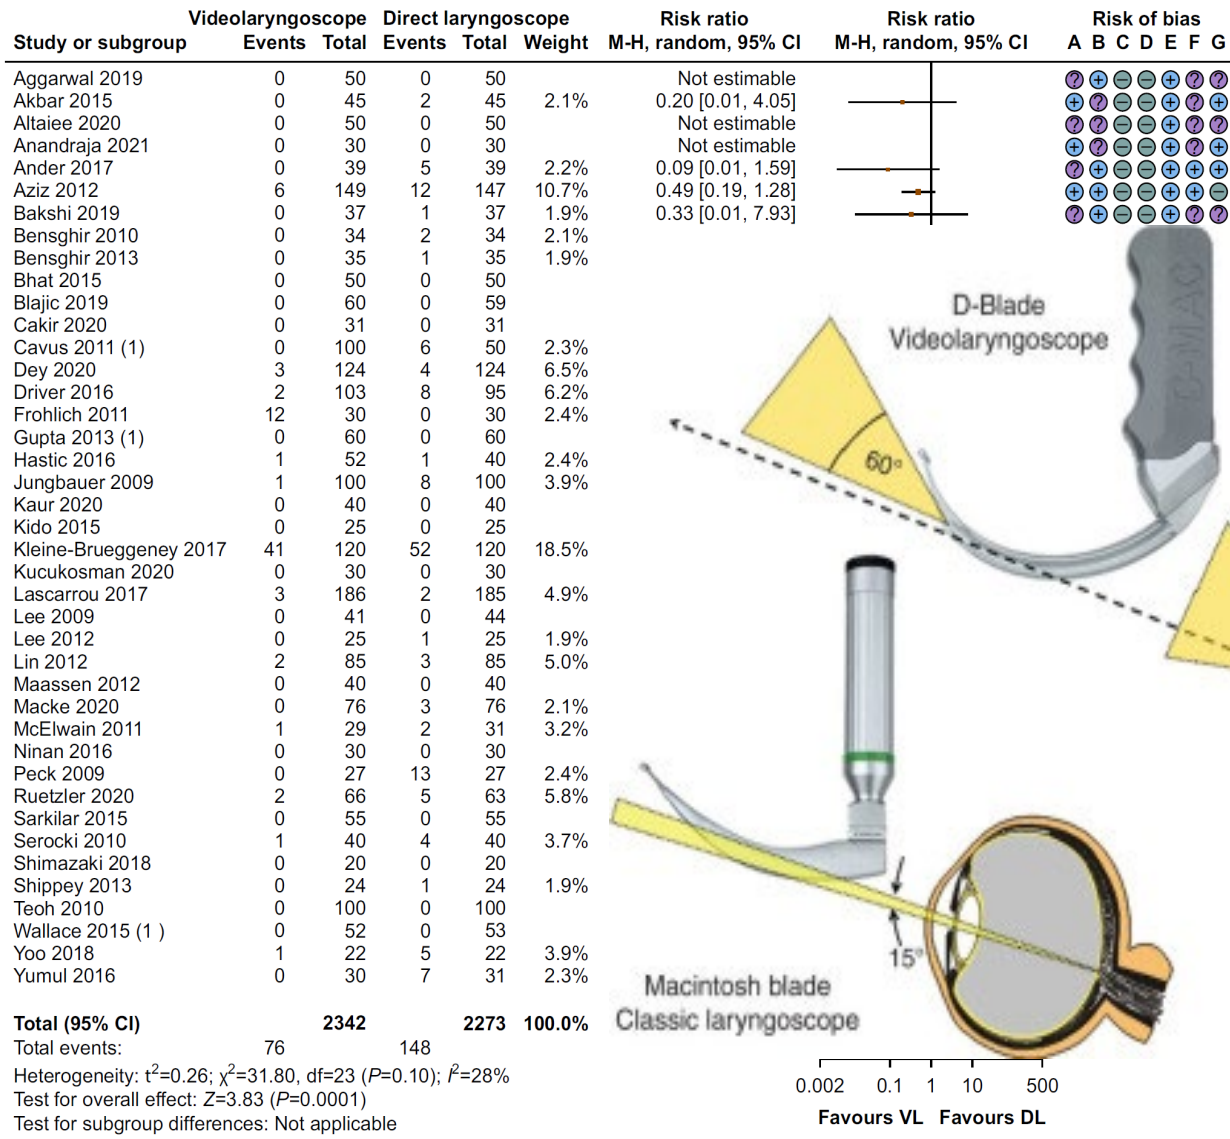 Videolaryngoscope Direct laryngoscope Risk ratio Risk ratio Risk of bias
Study or subgroup Events Total Events Total Weight M-H, random, 95% CI M-H, random, 95% CI A B C D E F G
Aggarwal 2019 0 50 0 50 Not estimable ? + − − + ? ?
Akbar 2015 0 45 2 45 2.1% 0.20 [0.01, 4.05] + ? − − + ? +
Altaiee 2020 0 50 0 50 Not estimable ? ? − − + ? ?
Anandraja 2021 0 30 0 30 Not estimable + ? − − + ? +
Ander 2017 0 39 5 39 2.2% 0.09 [0.01, 1.59] ? + − − + + +
Aziz 2012 6 149 12 147 10.7% 0.49 [0.19, 1.28] + + − − + + −
Bakshi 2019 0 37 1 37 1.9% 0.33 [0.01, 7.93] ? + − − + ? ?
Bensghir 2010 0 34 2 34 2.1%
Bensghir 2013 0 35 1 35 1.9%
Bhat 2015 0 50 0 50
Blajic 2019 0 60 0 59
Cakir 2020 0 31 0 31
Cavus 2011 (1) 0 100 6 50 2.3%
Dey 2020 3 124 4 124 6.5%
Driver 2016 2 103 8 95 6.2%
Frohlich 2011 12 30 0 30 2.4%
Gupta 2013 (1) 0 60 0 60
Hastic 2016 1 52 1 40 2.4%
Jungbauer 2009 1 100 8 100 3.9%
Kaur 2020 0 40 0 40
Kido 2015 0 25 0 25
Kleine-Brueggeney 2017 41 120 52 120 18.5%
Kucukosman 2020 0 30 0 30
Lascarrou 2017 3 186 2 185 4.9%
Lee 2009 0 41 0 44
Lee 2012 0 25 1 25 1.9%
Lin 2012 2 85 3 85 5.0%
Maassen 2012 0 40 0 40
Macke 2020 0 76 3 76 2.1%
McElwain 2011 1 29 2 31 3.2%
Ninan 2016 0 30 0 30
Peck 2009 0 27 13 27 2.4%
Ruetzler 2020 2 66 5 63 5.8%
Sarkilar 2015 0 55 0 55
Serocki 2010 1 40 4 40 3.7%
Shimazaki 2018 0 20 0 20
Shippey 2013 0 24 1 24 1.9%
Teoh 2010 0 100 0 100
Wallace 2015 (1 ) 0 52 0 53
Yoo 2018 1 22 5 22 3.9%
Yumul 2016 0 30 7 31 2.3%
Total (95% CI) 2342 2273 100.0%
Total events: 76 148
Heterogeneity: t²=0.26; χ²=31.80, df=23 (P=0.10); I²=28%
Test for overall effect: Z=3.83 (P=0.0001)
Test for subgroup differences: Not applicable
D-Blade
Videolaryngoscope
C-MAC
60°
15°
Macintosh blade
Classic laryngoscope
0.002 0.1 1 10 500
Favours VL Favours DL